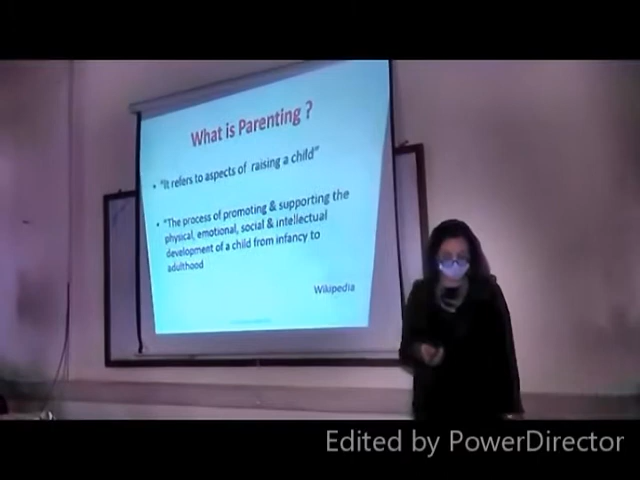 What is Parenting ?
• "It refers to aspects of raising a child"
• "The process of promoting & supporting the
physical, emotional, social & intellectual
development of a child from infancy to
adulthood
Wikipedia
Edited by PowerDirector